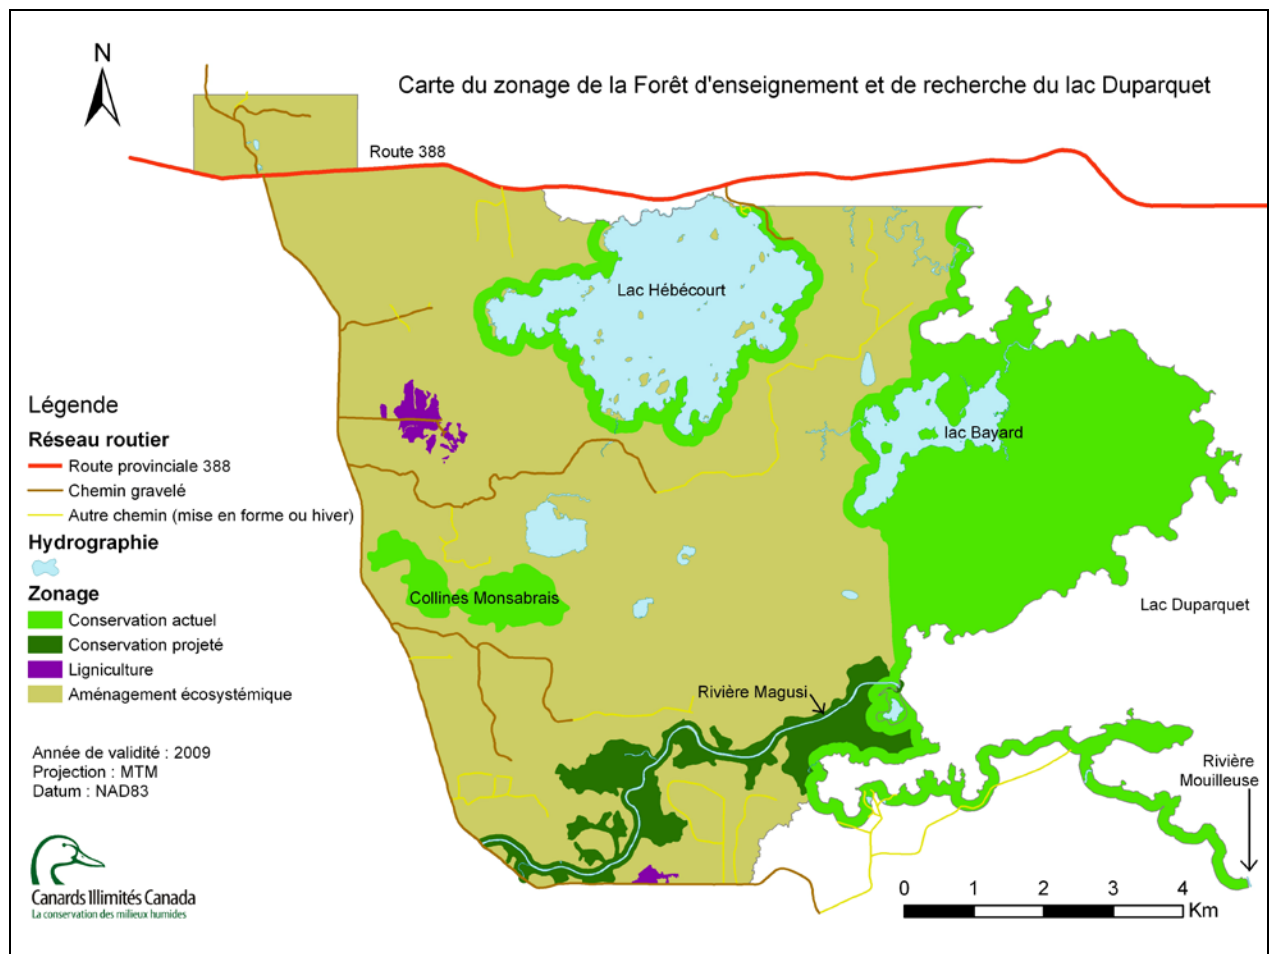 N
Carte du zonage de la Forêt d'enseignement et de recherche du lac Duparquet
Route 388
Lac Hébécourt
lac Bayard
Collines Monsabrais
Lac Duparquet
Rivière Magusi
Rivière
Mouilleuse
Légende
Réseau routier
Route provinciale 388
Chemin gravelé
Autre chemin (mise en forme ou hiver)
Hydrographie
Zonage
Conservation actuel
Conservation projeté
Ligniculture
Aménagement écosystémique
Année de validité : 2009
Projection : MTM
Datum : NAD83
Canards Illimités Canada
La conservation des milieux humides
0 1 2 3 4
Km